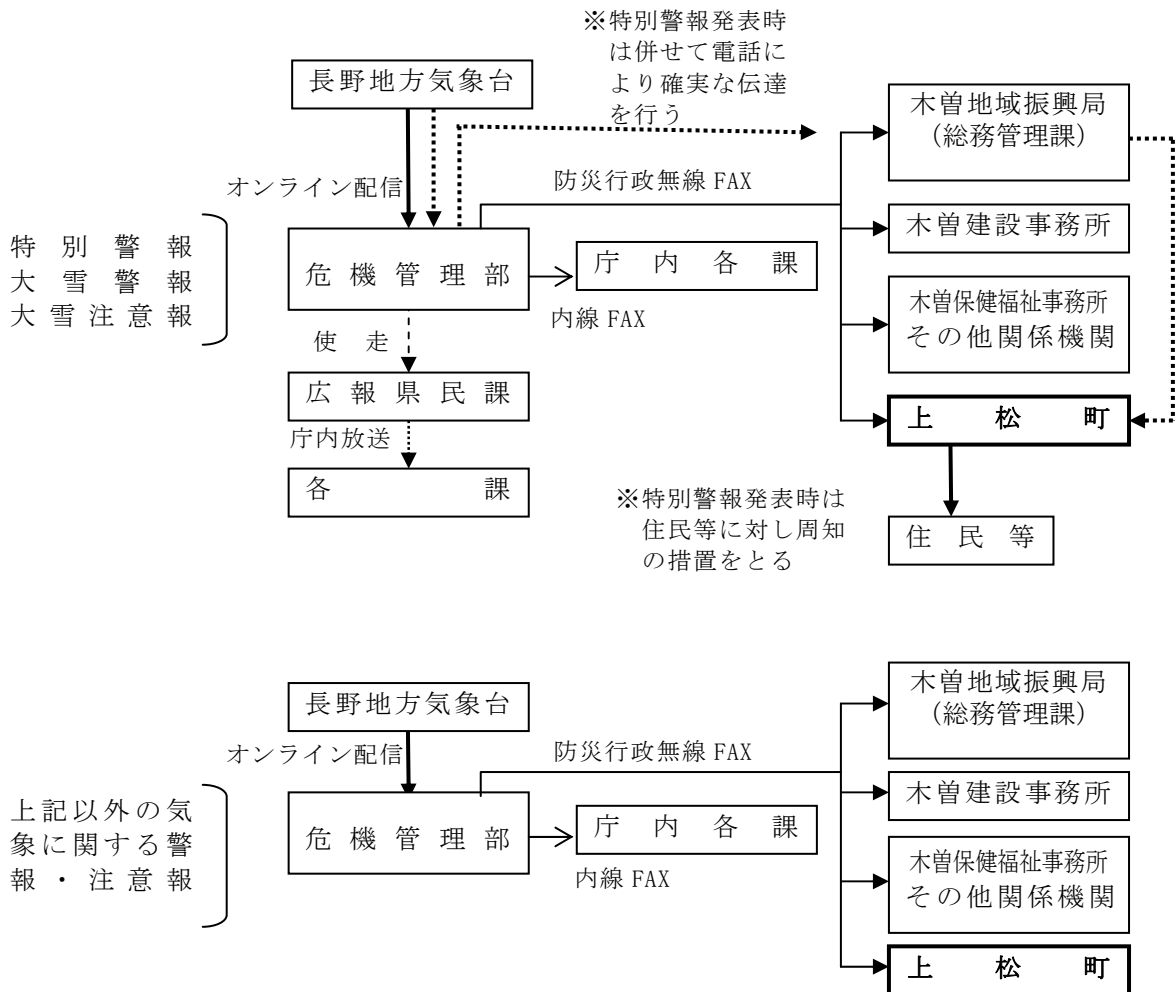 ※特別警報発表時
は併せて電話に
より確実な伝達
を行う
長野地方気象台
木曽地域振興局
（総務管理課）
オンライン配信
防災行政無線 FAX
特別警報
大雪警報
大雪注意報
危機管理部
庁内各課
木曽建設事務所
内線 FAX
木曽保健福祉事務所
その他関係機関
使走
広報県民課
上松町
庁内放送
各課
※特別警報発表時は
住民等に対し周知
の措置をとる
住民等
長野地方気象台
木曽地域振興局
（総務管理課）
オンライン配信
防災行政無線 FAX
上記以外の気
象に関する警
報・注意報
危機管理部
庁内各課
木曽建設事務所
内線 FAX
木曽保健福祉事務所
その他関係機関
上松町